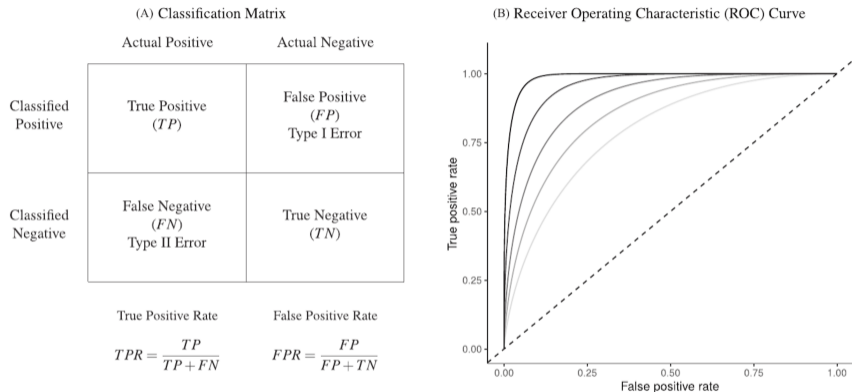 (A) Classification Matrix
Actual Positive Actual Negative
Classified
Positive
True Positive
(TP)
False Positive
(FP)
Type I Error
Classified
Negative
False Negative
(FN)
Type II Error
True Negative
(TN)
True Positive Rate
TPR = TP / TP + FN
False Positive Rate
FPR = FP / FP + TN
(B) Receiver Operating Characteristic (ROC) Curve
True positive rate
1.00
0.75
0.50
0.25
0.00
0.00 0.25 0.50 0.75 1.00
False positive rate